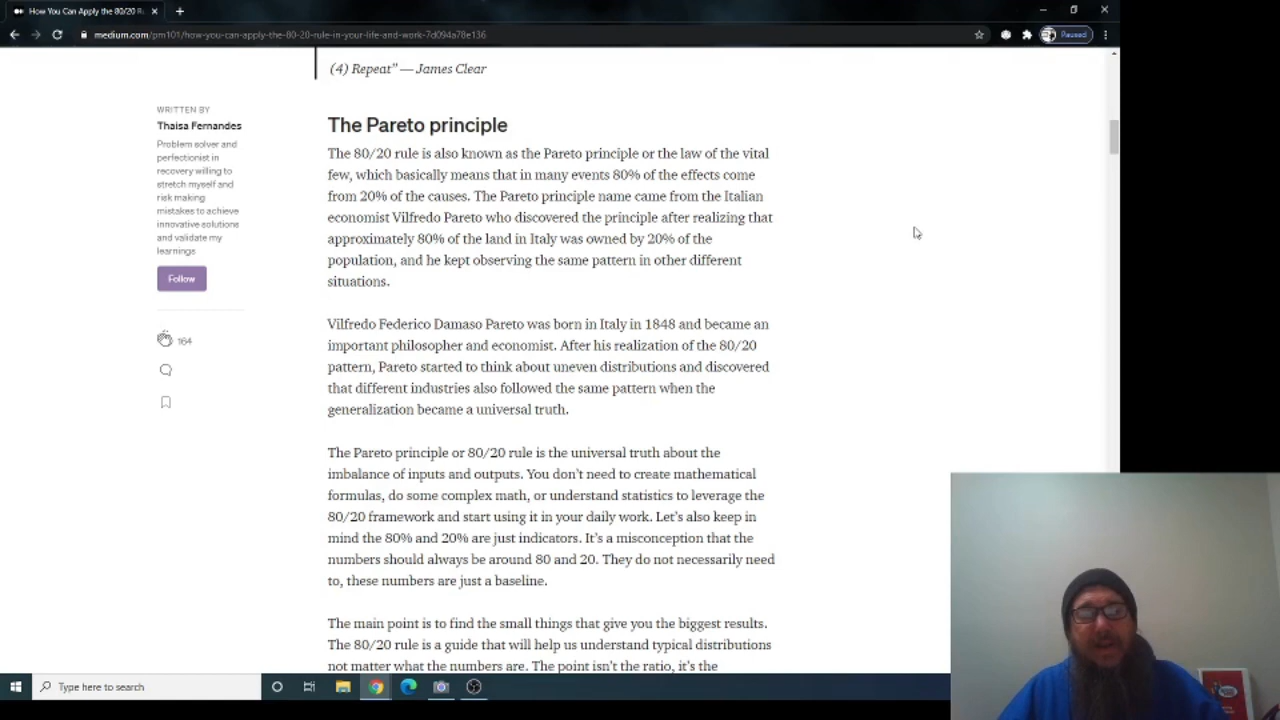 How You Can Apply the 80/20 R
medium.com/pm101/how-you-can-apply-the-80-20-rule-in-your-life-and-work-7d094a78e136
Paused
(4) Repeat” — James Clear
WRITTEN BY
Thaisa Fernandes
Problem solver and
perfectionist in
recovery willing to
stretch myself and
risk making
mistakes to achieve
innovative solutions
and validate my
learnings
Follow
164
The Pareto principle
The 80/20 rule is also known as the Pareto principle or the law of the vital
few, which basically means that in many events 80% of the effects come
from 20% of the causes. The Pareto principle name came from the Italian
economist Vilfredo Pareto who discovered the principle after realizing that
approximately 80% of the land in Italy was owned by 20% of the
population, and he kept observing the same pattern in other different
situations.
Vilfredo Federico Damaso Pareto was born in Italy in 1848 and became an
important philosopher and economist. After his realization of the 80/20
pattern, Pareto started to think about uneven distributions and discovered
that different industries also followed the same pattern when the
generalization became a universal truth.
The Pareto principle or 80/20 rule is the universal truth about the
imbalance of inputs and outputs. You don’t need to create mathematical
formulas, do some complex math, or understand statistics to leverage the
80/20 framework and start using it in your daily work. Let’s also keep in
mind the 80% and 20% are just indicators. It’s a misconception that the
numbers should always be around 80 and 20. They do not necessarily need
to, these numbers are just a baseline.
The main point is to find the small things that give you the biggest results.
The 80/20 rule is a guide that will help us understand typical distributions
not matter what the numbers are. The point isn’t the ratio, it’s the
Type here to search